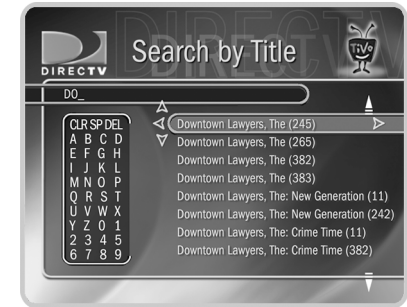 DIRECTV
Search by Title
TiVo
DIRECTV
DO_
CLR SP DEL
A B C D
E F G H
I J K L
M N O P
Q R S T
U V W X
Y Z 0 1
2 3 4 5
6 7 8 9
Downtown Lawyers, The (245)
Downtown Lawyers, The (265)
Downtown Lawyers, The (382)
Downtown Lawyers, The (383)
Downtown Lawyers, The: New Generation (11)
Downtown Lawyers, The: New Generation (242)
Downtown Lawyers, The: Crime Time (11)
Downtown Lawyers, The: Crime Time (382)